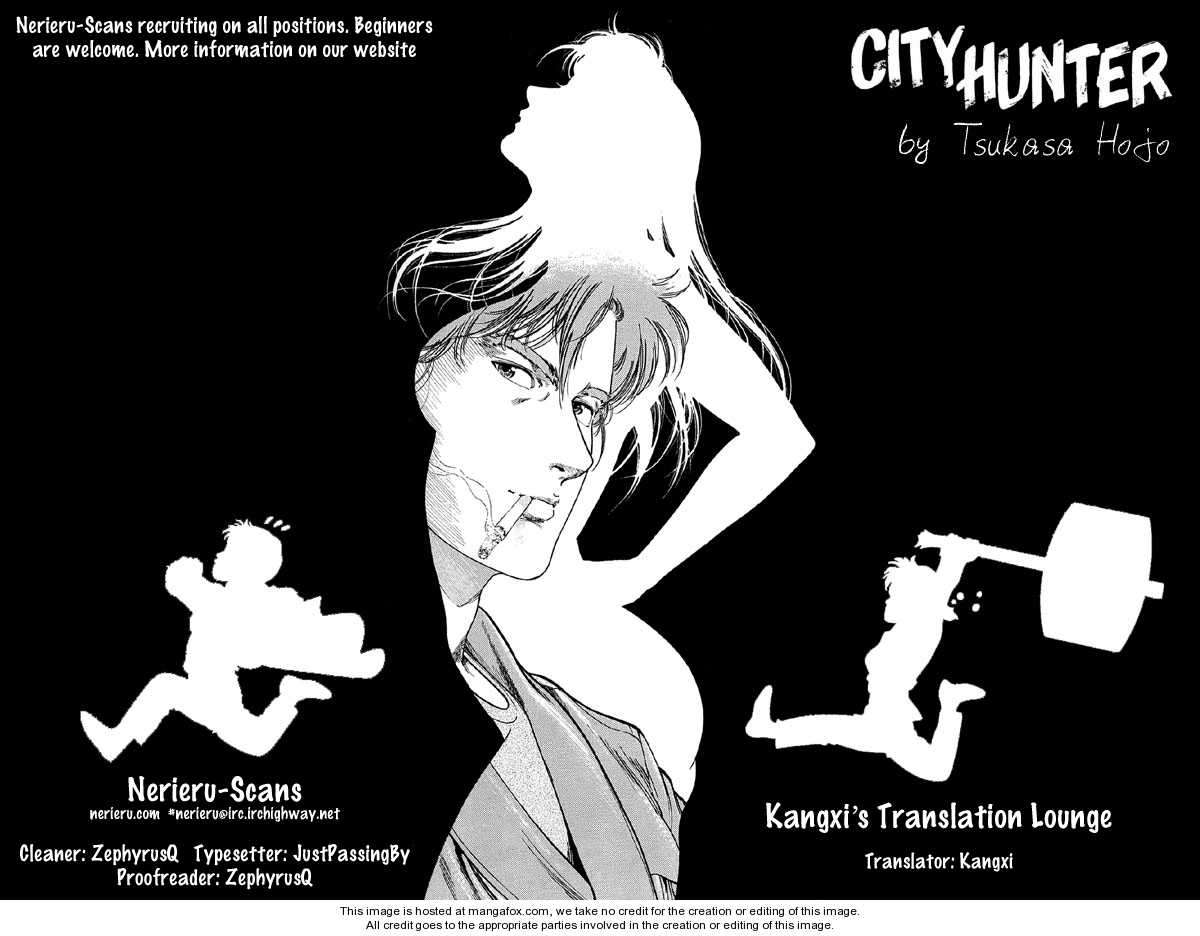 Nerieru-Scans recruiting on all positions. Beginners
are welcome. More information on our website
CITY HUNTER
by Tsukasa Hojo
Nerieru-Scans
nerieru.com #nerieru@irc.irchighway.net
Cleaner: ZephyrusQ Typesetter: JustPassingBy
Proofreader: ZephyrusQ
Kangxi's Translation Lounge
Translator: Kangxi
This image is hosted at mangafox.com, we take no credit for the creation or editing of this image.
All credit goes to the appropriate parties involved in the creation or editing of this image.